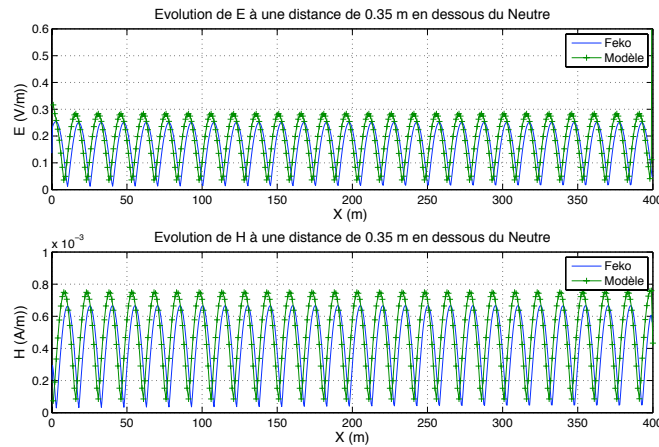 Evolution de E à une distance de 0.35 m en dessous du Neutre
0.6
0.5
0.4
0.3
0.2
0.1
0
E (V/m))
Feko
Modèle
0 50 100 150 200 250 300 350 400
X (m)
Evolution de H à une distance de 0.35 m en dessous du Neutre
x 10⁻³
1
0.8
0.6
0.4
0.2
0
H (A/m))
Feko
Modèle
0 50 100 150 200 250 300 350 400
X (m)